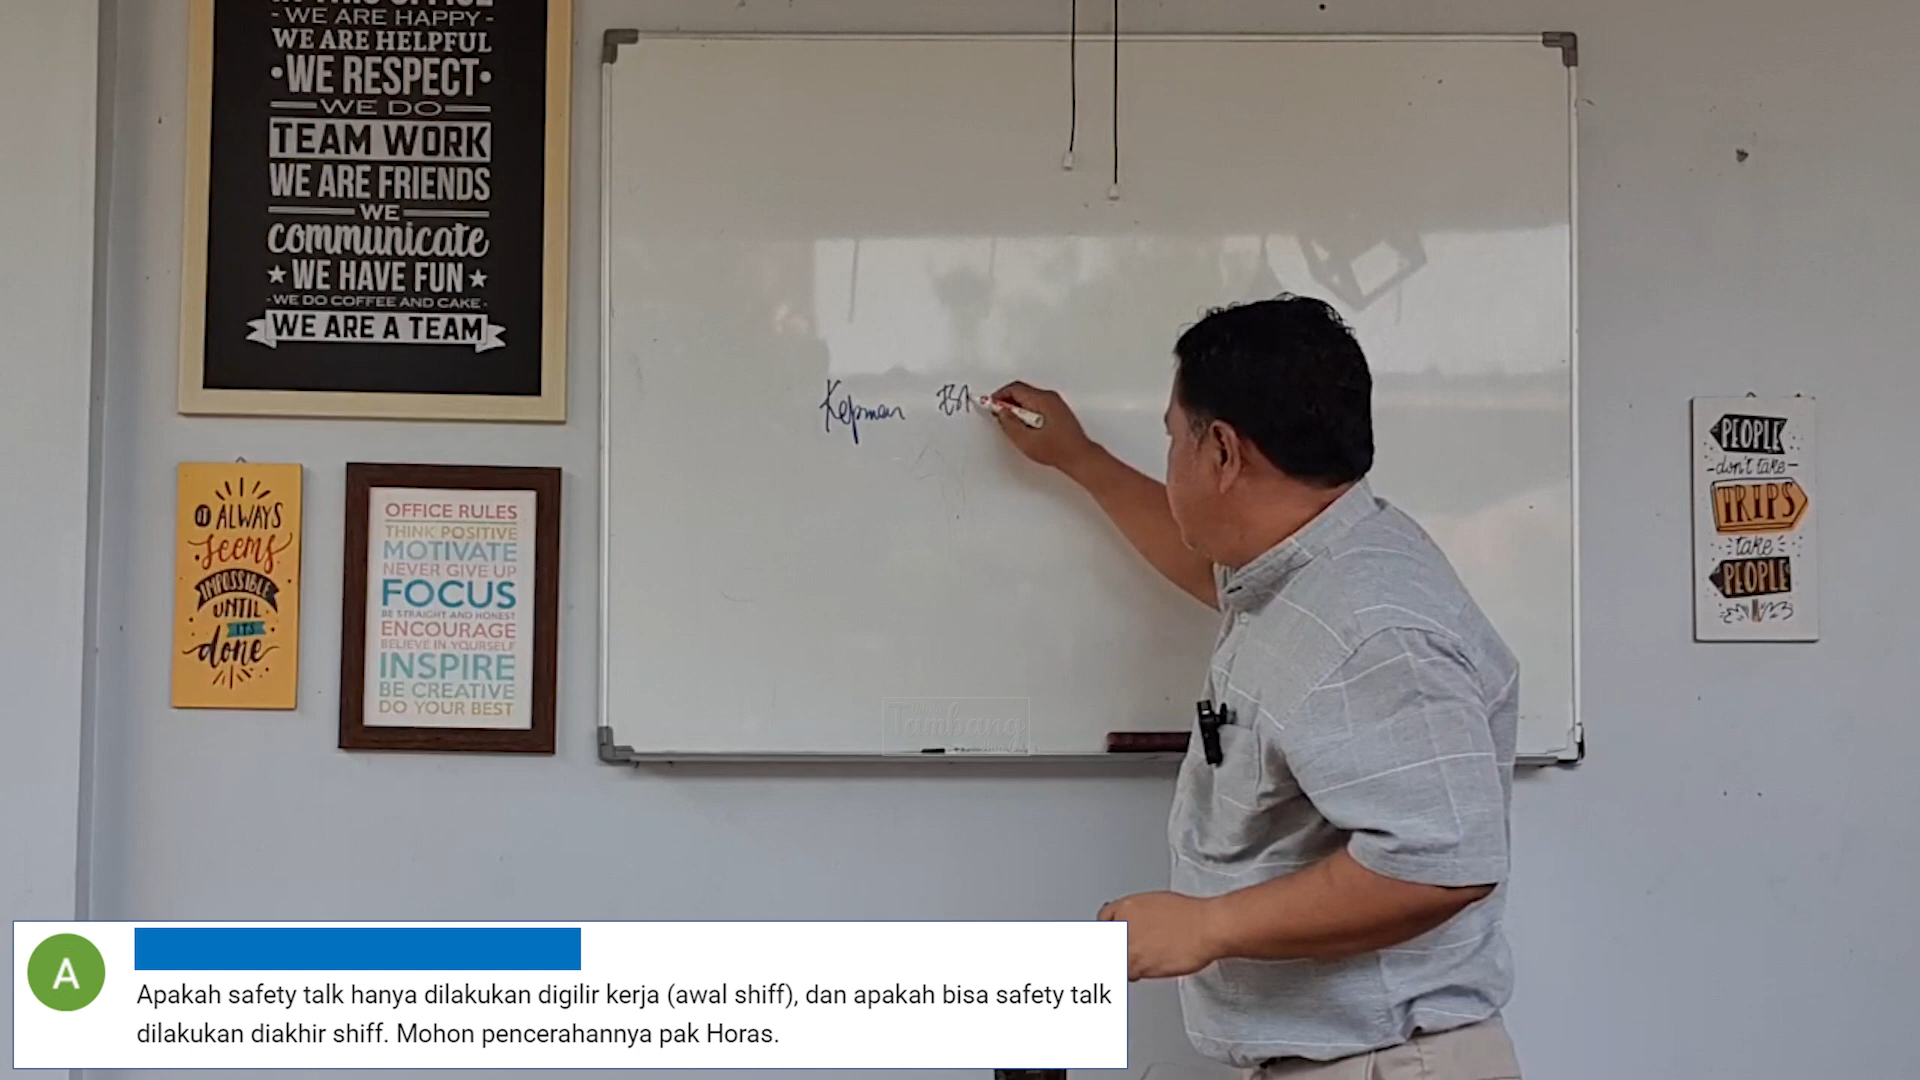 - WE ARE HAPPY -
WE ARE HELPFUL
•WE RESPECT•
WE DO
TEAM WORK
WE ARE FRIENDS
WE
communicate
★ WE HAVE FUN ★
- WE DO COFFEE AND CAKE -
WE ARE A TEAM
IT ALWAYS
seems
IMPOSSIBLE
UNTIL
IT'S
done
OFFICE RULES
THINK POSITIVE
MOTIVATE
NEVER GIVE UP
FOCUS
BE STRAIGHT AND HONEST
ENCOURAGE
BELIEVE IN YOURSELF
INSPIRE
BE CREATIVE
DO YOUR BEST
Kepman
Tambang
PEOPLE
-don't take-
TRIPS
take
PEOPLE
A
Apakah safety talk hanya dilakukan digilir kerja (awal shiff), dan apakah bisa safety talk
dilakukan diakhir shiff. Mohon pencerahannya pak Horas.